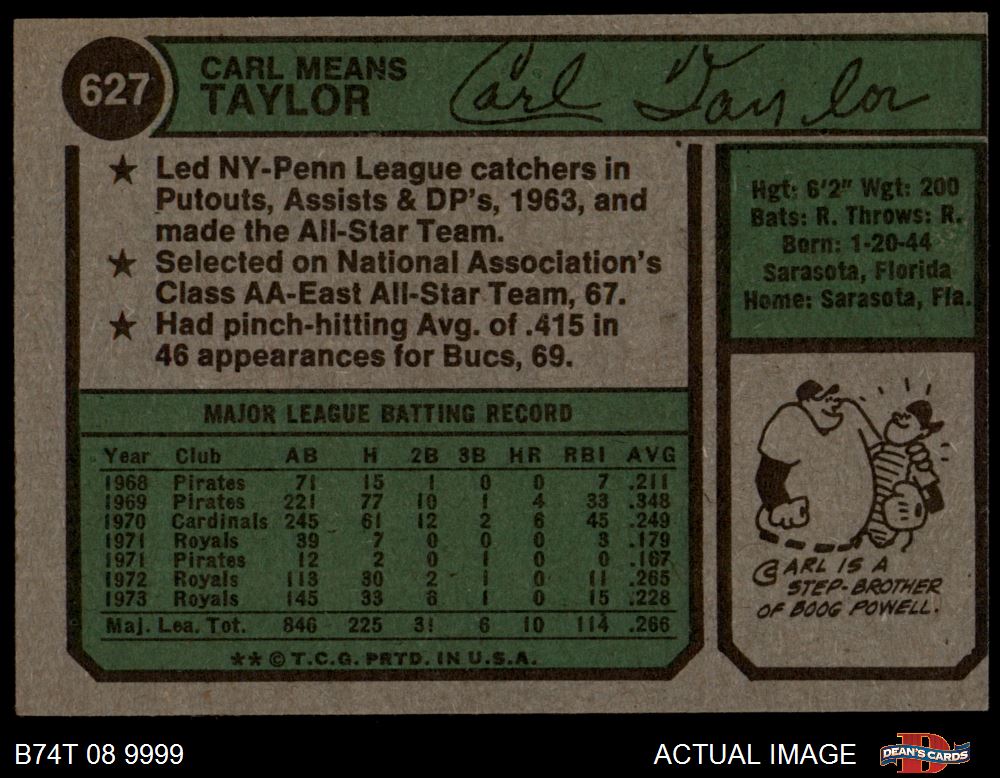 627
CARL MEANS
TAYLOR
Carl Taylor
★ Led NY-Penn League catchers in
Putouts, Assists & DP's, 1963, and
made the All-Star Team.
★ Selected on National Association's
Class AA-East All-Star Team, 67.
★ Had pinch-hitting Avg. of .415 in
46 appearances for Bucs, 69.
Hgt: 6'2" Wgt: 200
Bats: R. Throws: R.
Born: 1-20-44
Sarasota, Florida
Home: Sarasota, Fla.
MAJOR LEAGUE BATTING RECORD
Year Club AB H 2B 3B HR RBI AVG
1968 Pirates 71 15 1 0 0 7 .211
1969 Pirates 221 77 10 1 4 33 .348
1970 Cardinals 245 61 12 2 6 45 .249
1971 Royals 39 7 0 0 0 3 .179
1971 Pirates 12 2 0 1 0 0 .167
1972 Royals 113 30 2 1 0 11 .265
1973 Royals 145 33 6 1 0 15 .228
Maj. Lea. Tot. 846 225 31 6 10 114 .266
** © T.C.G. PRTD. IN U.S.A.
CARL IS A
STEP-BROTHER
OF BOOG POWELL.
B74T 08 9999
ACTUAL IMAGE
DEAN'S CARDS